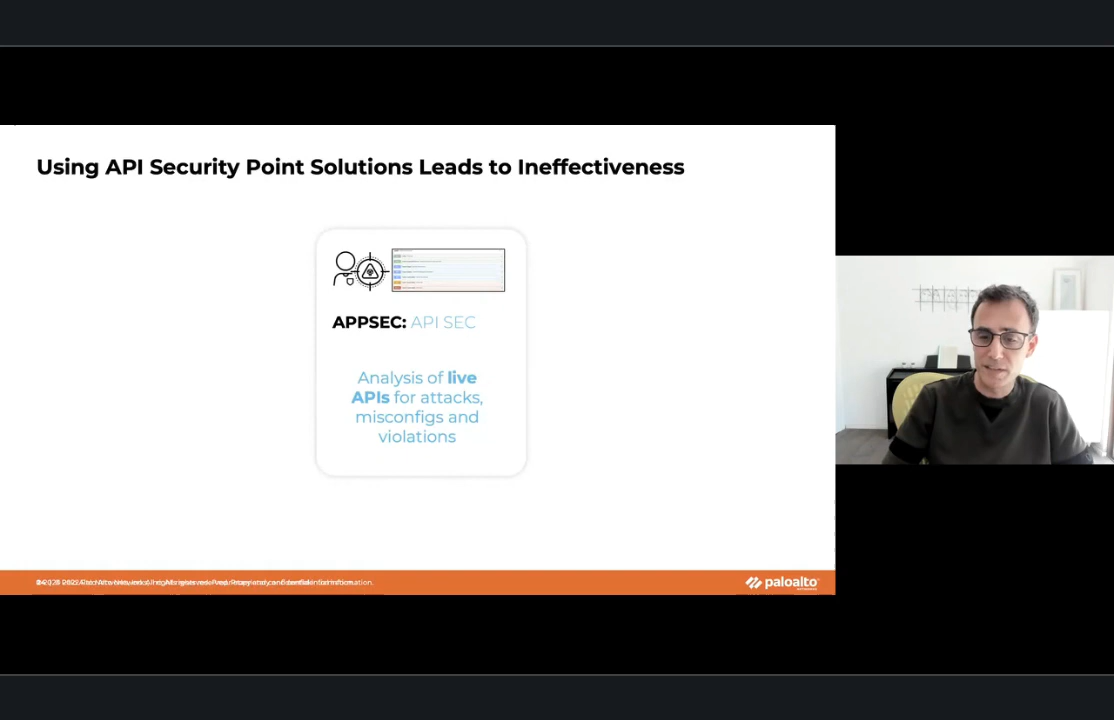 Using API Security Point Solutions Leads to Ineffectiveness
APPSEC: API SEC
Analysis of live
APIs for attacks,
misconfigs and
violations
paloalto
NETWORKS